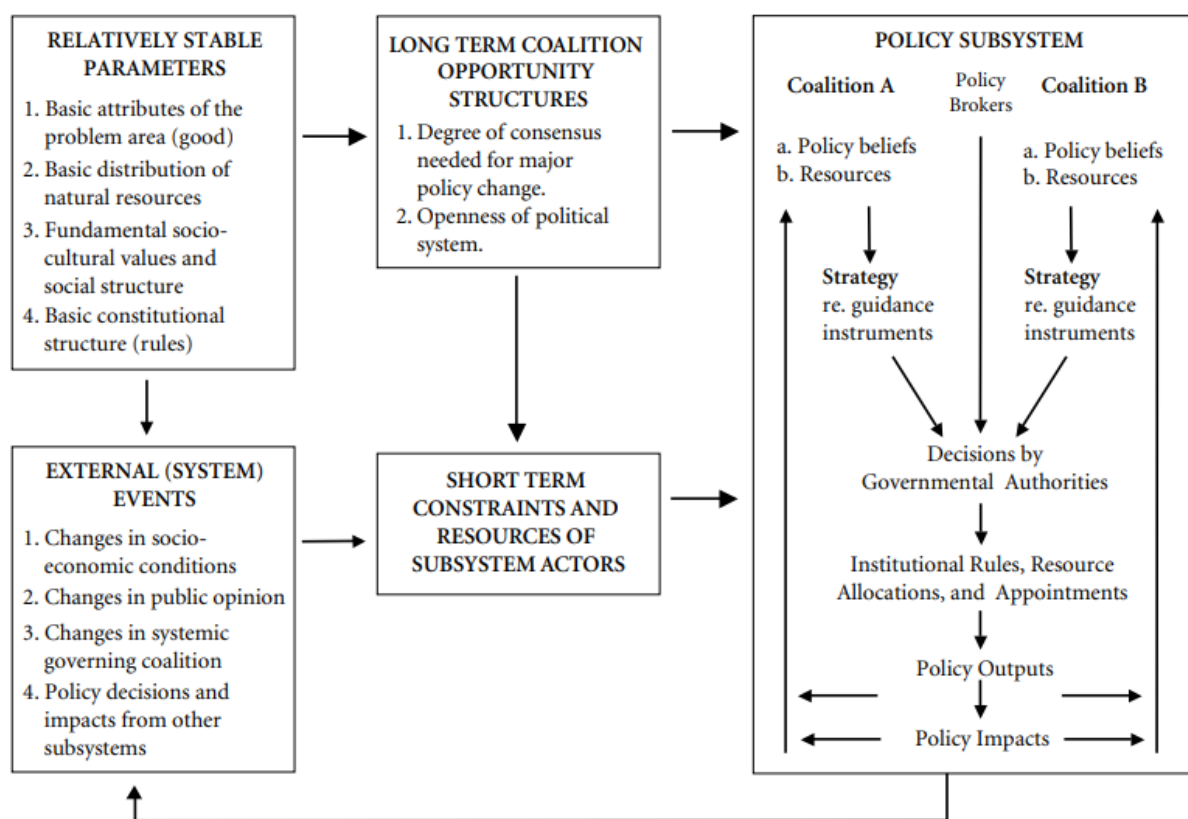 RELATIVELY STABLE
PARAMETERS
1. Basic attributes of the
problem area (good)
2. Basic distribution of
natural resources
3. Fundamental socio-
cultural values and
social structure
4. Basic constitutional
structure (rules)
LONG TERM COALITION
OPPORTUNITY
STRUCTURES
1. Degree of consensus
needed for major
policy change.
2. Openness of political
system.
EXTERNAL (SYSTEM)
EVENTS
1. Changes in socio-
economic conditions
2. Changes in public opinion
3. Changes in systemic
governing coalition
4. Policy decisions and
impacts from other
subsystems
SHORT TERM
CONSTRAINTS AND
RESOURCES OF
SUBSYSTEM ACTORS
POLICY SUBSYSTEM
Coalition A
Policy
Brokers
Coalition B
a. Policy beliefs
b. Resources
a. Policy beliefs
b. Resources
Strategy
re. guidance
instruments
Strategy
re. guidance
instruments
Decisions by
Governmental Authorities
Institutional Rules, Resource
Allocations, and Appointments
Policy Outputs
Policy Impacts